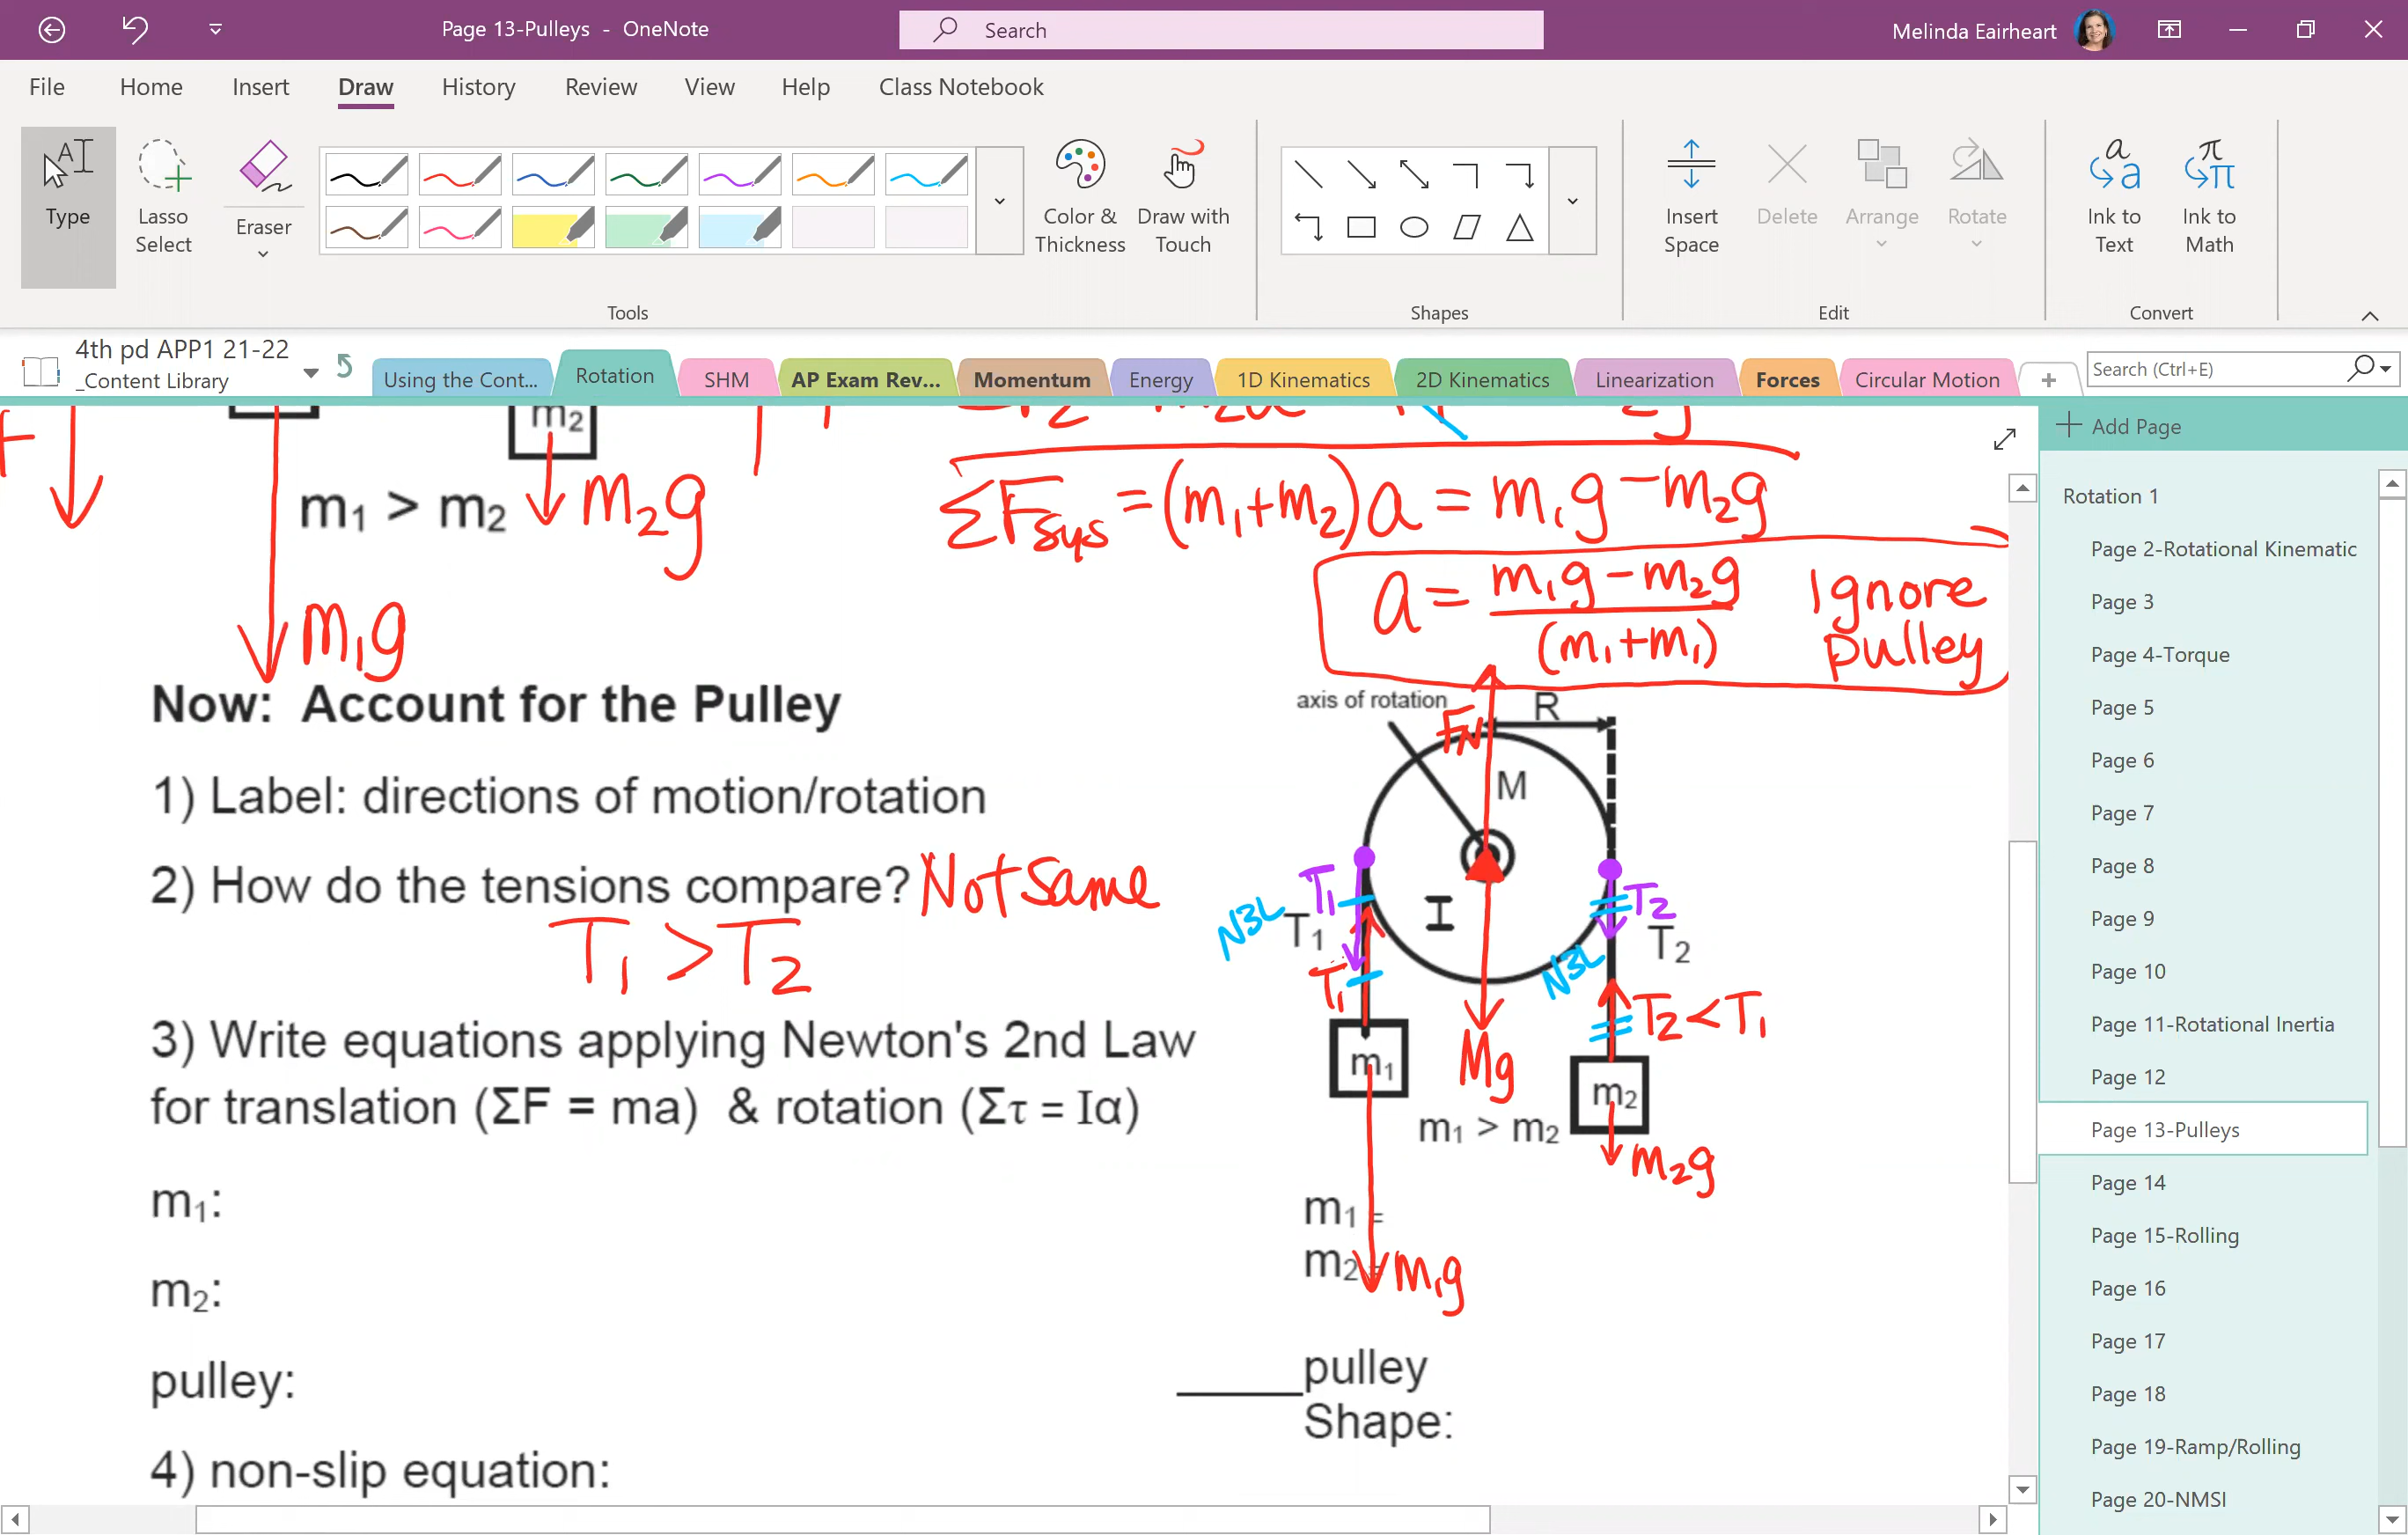 Page 13-Pulleys - OneNote
Search
Melinda Eairheart
File Home Insert Draw History Review View Help Class Notebook
Type
Lasso Select
Eraser
Color & Thickness
Draw with Touch
Insert Space
Delete
Arrange
Rotate
Ink to Text
Ink to Math
Tools
Shapes
Edit
Convert
4th pd APP1 21-22
_Content Library
Using the Cont... Rotation SHM AP Exam Rev... Momentum Energy 1D Kinematics 2D Kinematics Linearization Forces Circular Motion
Search (Ctrl+E)
m₂
m₁ > m₂
m₂g
m₁g
ΣFsys = (m₁+m₂)a = m₁g - m₂g
a = m₁g - m₂g / (m₁+m₁)
Ignore pulley
Now: Account for the Pulley
1) Label: directions of motion/rotation
2) How do the tensions compare? Not same
T₁ > T₂
3) Write equations applying Newton's 2nd Law
for translation (ΣF = ma) & rotation (Στ = Iα)
m₁:
m₂:
pulley:
4) non-slip equation:
axis of rotation
R
FN
M
I
T₁
N3L
T₁
T₁
T₂
T₂
N3L
T₂ < T₁
m₁
Mg
m₂
m₁ > m₂
m₂g
m₁ =
m₂ =
m₁g
pulley
Shape:
Add Page
Rotation 1
Page 2-Rotational Kinematic
Page 3
Page 4-Torque
Page 5
Page 6
Page 7
Page 8
Page 9
Page 10
Page 11-Rotational Inertia
Page 12
Page 13-Pulleys
Page 14
Page 15-Rolling
Page 16
Page 17
Page 18
Page 19-Ramp/Rolling
Page 20-NMSI